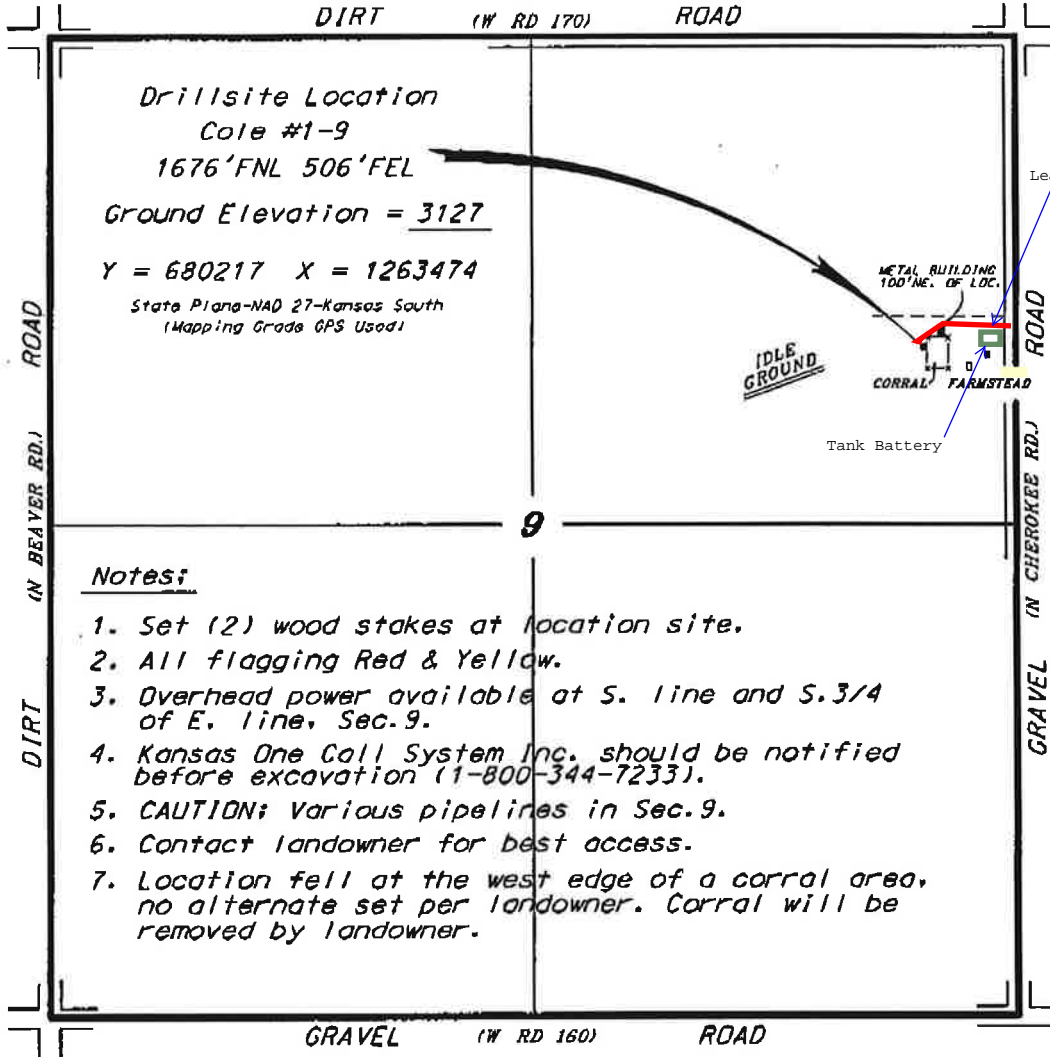 DIRT (W RD 170) ROAD
Drillsite Location
Cole #1-9
1676'FNL 506'FEL
Ground Elevation = 3127
Y = 680217 X = 1263474
State Plane-NAD 27-Kansas South
(Mapping Grade GPS Used)
METAL BUILDING
100'NE. OF LOC.
IDLE
GROUND
CORRAL
FARMSTEAD
Tank Battery
DIRT (N BEAVER RD.) ROAD
GRAVEL (N CHEROKEE RD.) ROAD
9
Notes:
1. Set (2) wood stakes at location site.
2. All flagging Red & Yellow.
3. Overhead power available at S. line and S.3/4
of E. line, Sec.9.
4. Kansas One Call System Inc. should be notified
before excavation (1-800-344-7233).
5. CAUTION: Various pipelines in Sec.9.
6. Contact landowner for best access.
7. Location fell at the west edge of a corral area,
no alternate set per landowner. Corral will be
removed by landowner.
GRAVEL (W RD 160) ROAD